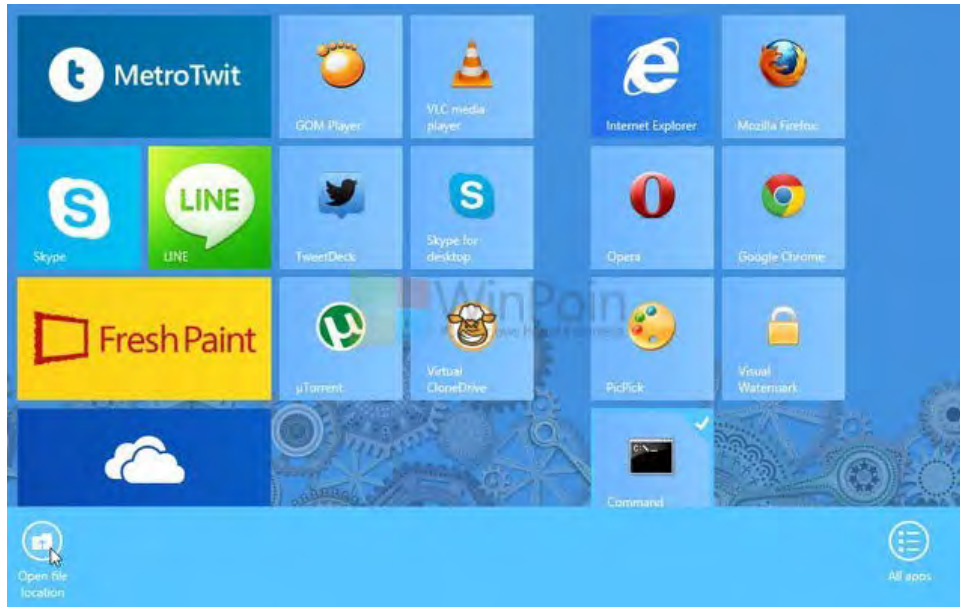 MetroTwit
GOM Player
VLC media
player
Internet Explorer
Mozilla Firefox
Skype
LINE
LINE
TweetDeck
Skype for
desktop
Opera
Google Chrome
WinPoin
Fresh Paint
µTorrent
Virtual
CloneDrive
PicPick
Visual
Watermark
C:\_
Command
Open file
location
All apps